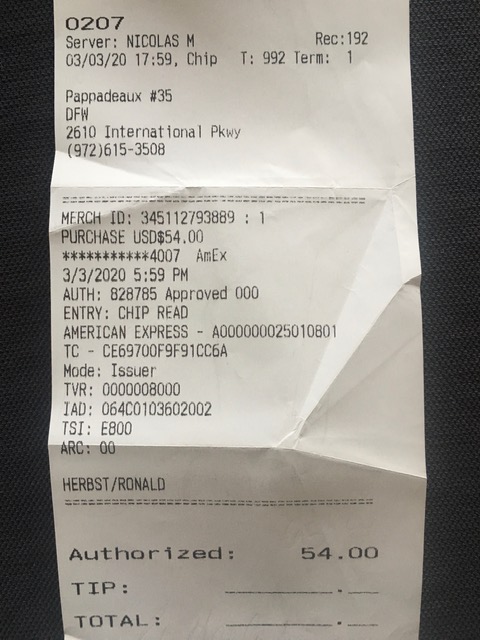 0207
Server: NICOLAS M Rec:192
03/03/20 17:59, Chip T: 992 Term: 1
Pappadeaux #35
DFW
2610 International Pkwy
(972)615-3508
MERCH ID: 345112793889 : 1
PURCHASE USD$54.00
***********4007 AmEx
3/3/2020 5:59 PM
AUTH: 828785 Approved 000
ENTRY: CHIP READ
AMERICAN EXPRESS - A000000025010801
TC - CE69700F9F91CC6A
Mode: Issuer
TVR: 0000008000
IAD: 064C0103602002
TSI: E800
ARC: 00
HERBST/RONALD
Authorized: 54.00
TIP: ________.___
TOTAL: ________.___